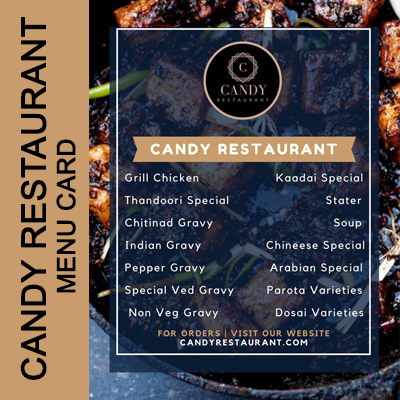 CANDY RESTAURANT
MENU CARD
C
CANDY
RESTAURANT
CANDY RESTAURANT
Grill Chicken
Kaadai Special
Thandoori Special
Stater
Chitinad Gravy
Soup
Indian Gravy
Chineese Special
Pepper Gravy
Arabian Special
Special Ved Gravy
Parota Varieties
Non Veg Gravy
Dosai Varieties
FOR ORDERS | VISIT OUR WEBSITE
CANDYRESTAURANT.COM